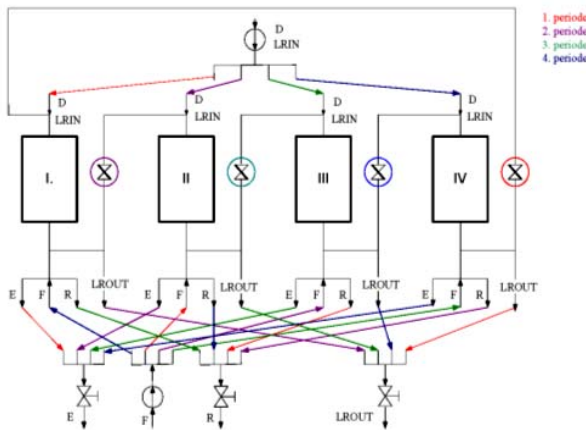 1. periode
2. periode
3. periode
4. periode
D
LRIN
D
LRIN
D
LRIN
D
LRIN
D
LRIN
I.
II
III
IV
E
F
R
LROUT
E
F
R
LROUT
E
F
R
LROUT
E
F
R
LROUT
E
F
R
LROUT